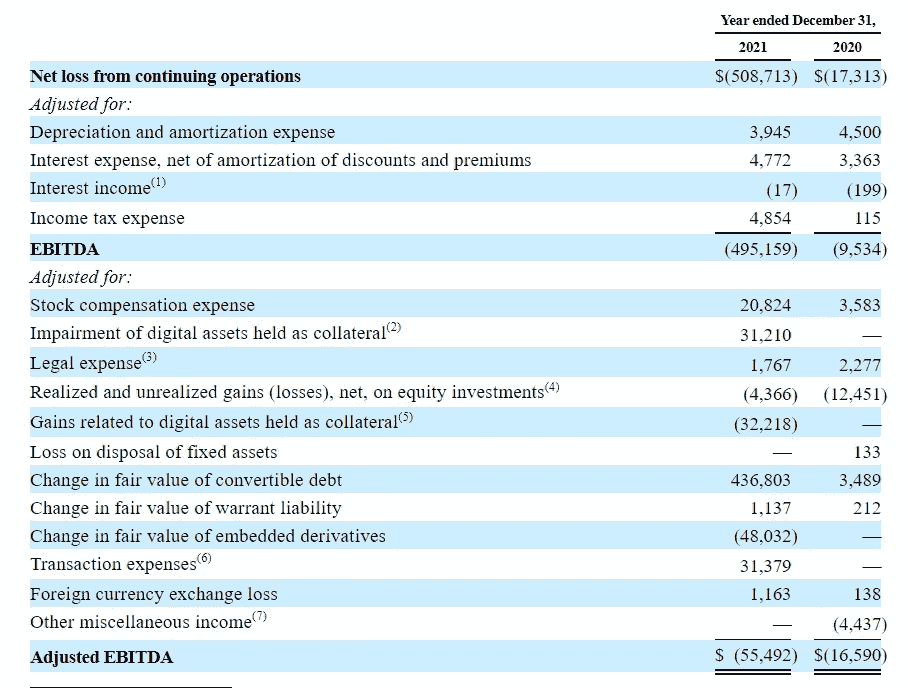 Year ended December 31,
2021 2020
Net loss from continuing operations $(508,713) $(17,313)
Adjusted for:
Depreciation and amortization expense 3,945 4,500
Interest expense, net of amortization of discounts and premiums 4,772 3,363
Interest income(1) (17) (199)
Income tax expense 4,854 115
EBITDA (495,159) (9,534)
Adjusted for:
Stock compensation expense 20,824 3,583
Impairment of digital assets held as collateral(2) 31,210 —
Legal expense(3) 1,767 2,277
Realized and unrealized gains (losses), net, on equity investments(4) (4,366) (12,451)
Gains related to digital assets held as collateral(5) (32,218) —
Loss on disposal of fixed assets — 133
Change in fair value of convertible debt 436,803 3,489
Change in fair value of warrant liability 1,137 212
Change in fair value of embedded derivatives (48,032) —
Transaction expenses(6) 31,379 —
Foreign currency exchange loss 1,163 138
Other miscellaneous income(7) — (4,437)
Adjusted EBITDA $ (55,492) $(16,590)